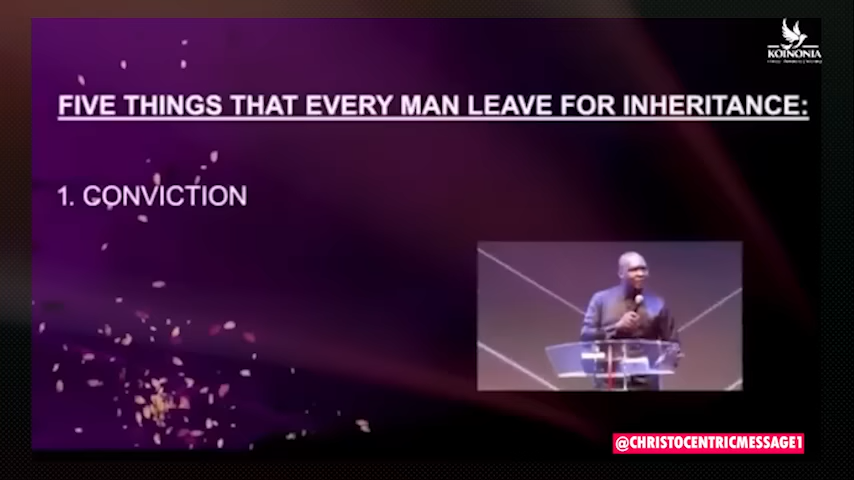 KOINONIA
FIVE THINGS THAT EVERY MAN LEAVE FOR INHERITANCE:
1. CONVICTION
@CHRISTOCENTRICMESSAGE1